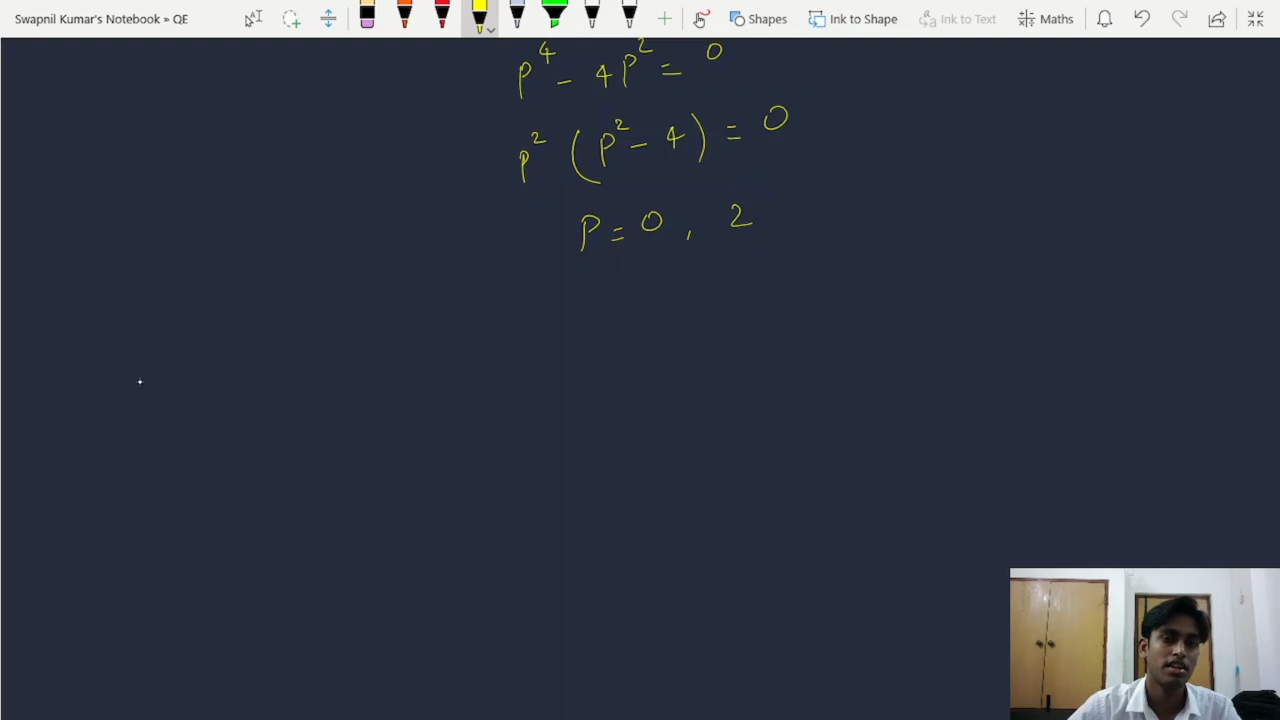 Swapnil Kumar's Notebook » QE
Shapes
Ink to Shape
Ink to Text
Maths
p⁴ - 4p² = 0
p² (p² - 4) = 0
P = 0 , 2